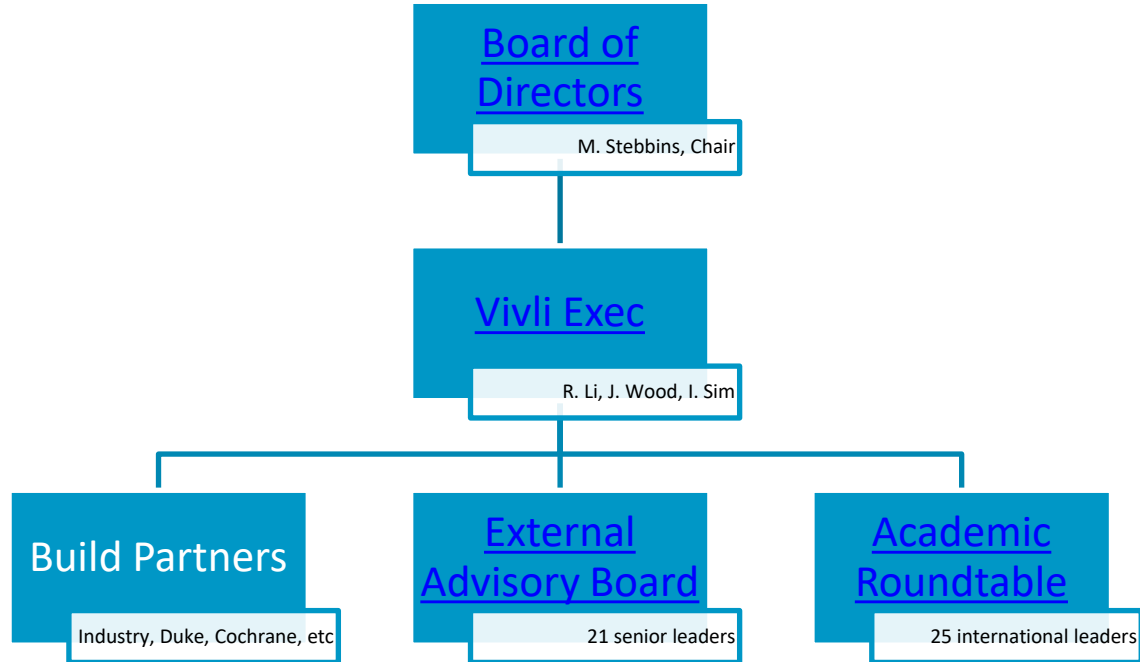 Board of
Directors
M. Stebbins, Chair
Vivli Exec
R. Li, J. Wood, I. Sim
Build Partners
Industry, Duke, Cochrane, etc
External
Advisory Board
21 senior leaders
Academic
Roundtable
25 international leaders